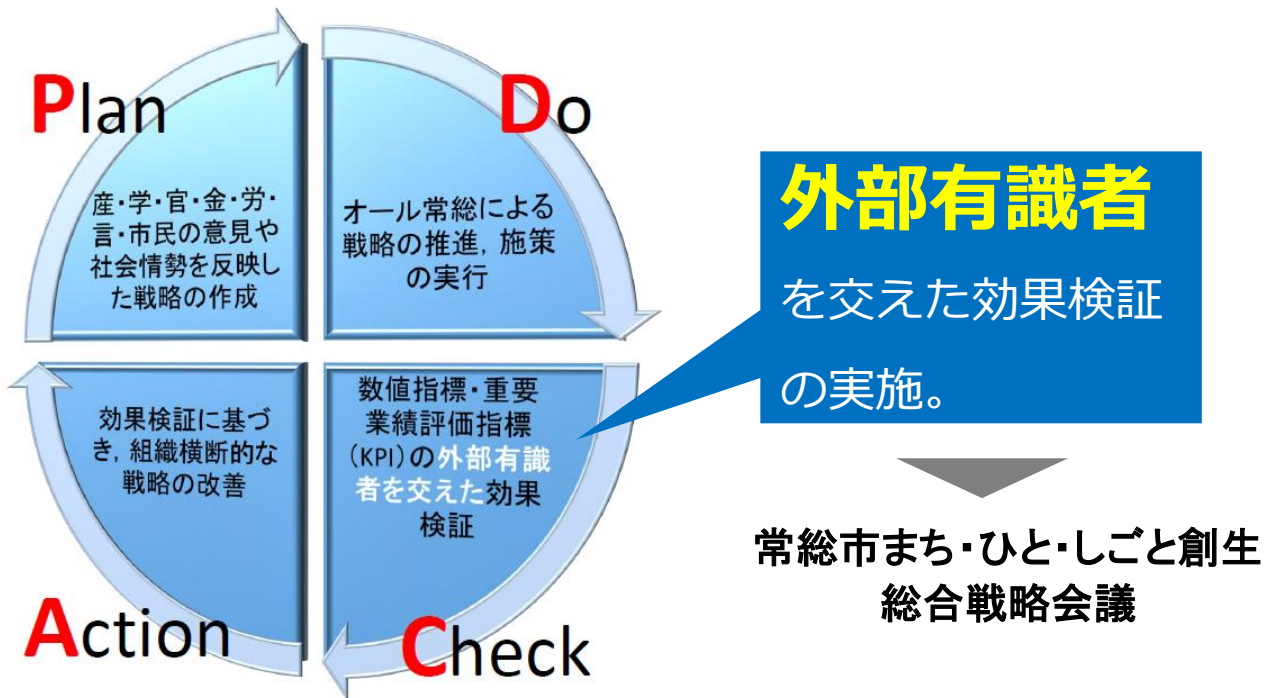 Plan
産・学・官・金・労・
言・市民の意見や
社会情勢を反映し
た戦略の作成
Do
オール常総による
戦略の推進，施策
の実行
効果検証に基づ
き，組織横断的な
戦略の改善
Action
数値指標・重要
業績評価指標
（KPI）の外部有識
者を交えた効果
検証
Check
外部有識者
を交えた効果検証
の実施。
常総市まち・ひと・しごと創生
総合戦略会議